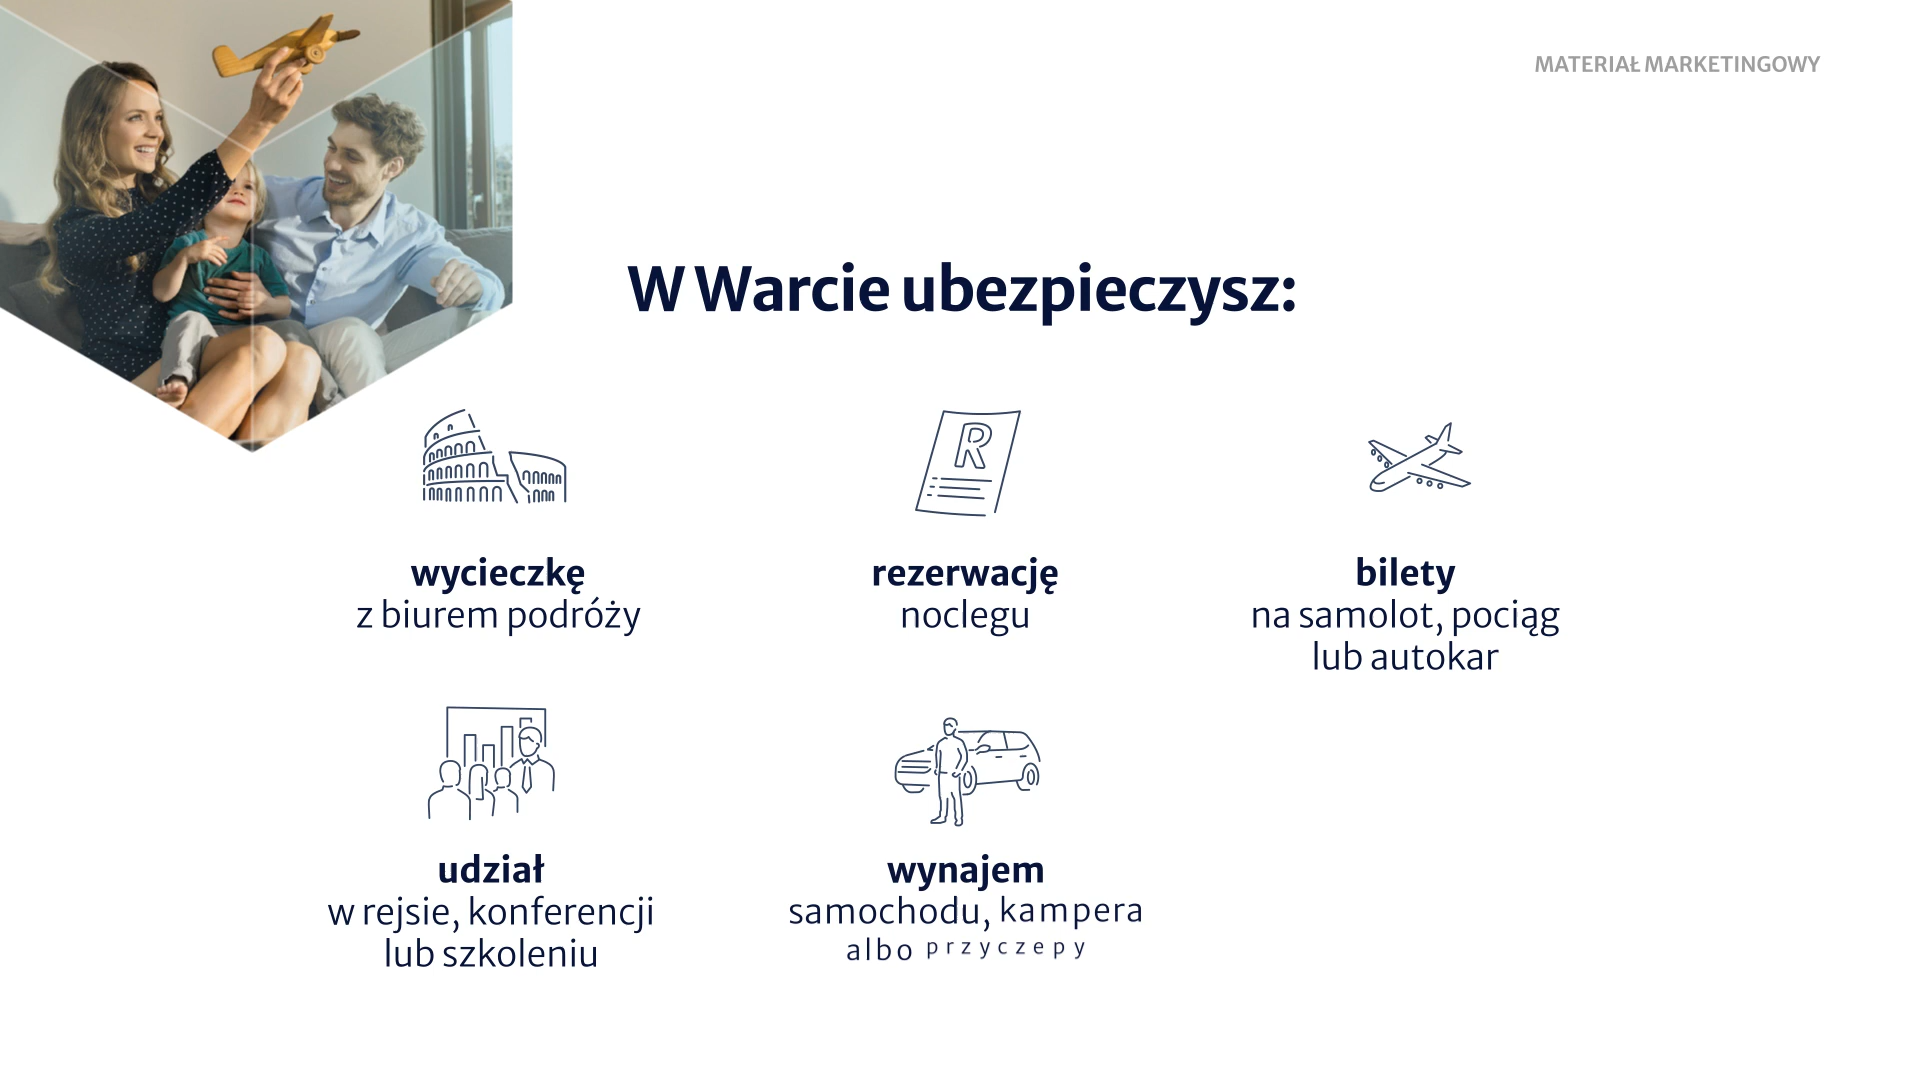 MATERIAŁ MARKETINGOWY
W Warcie ubezpieczysz:
R
wycieczkę
z biurem podróży
rezerwację
noclegu
bilety
na samolot, pociąg
lub autokar
udział
w rejsie, konferencji
lub szkoleniu
wynajem
samochodu, kampera
albo przyczepy